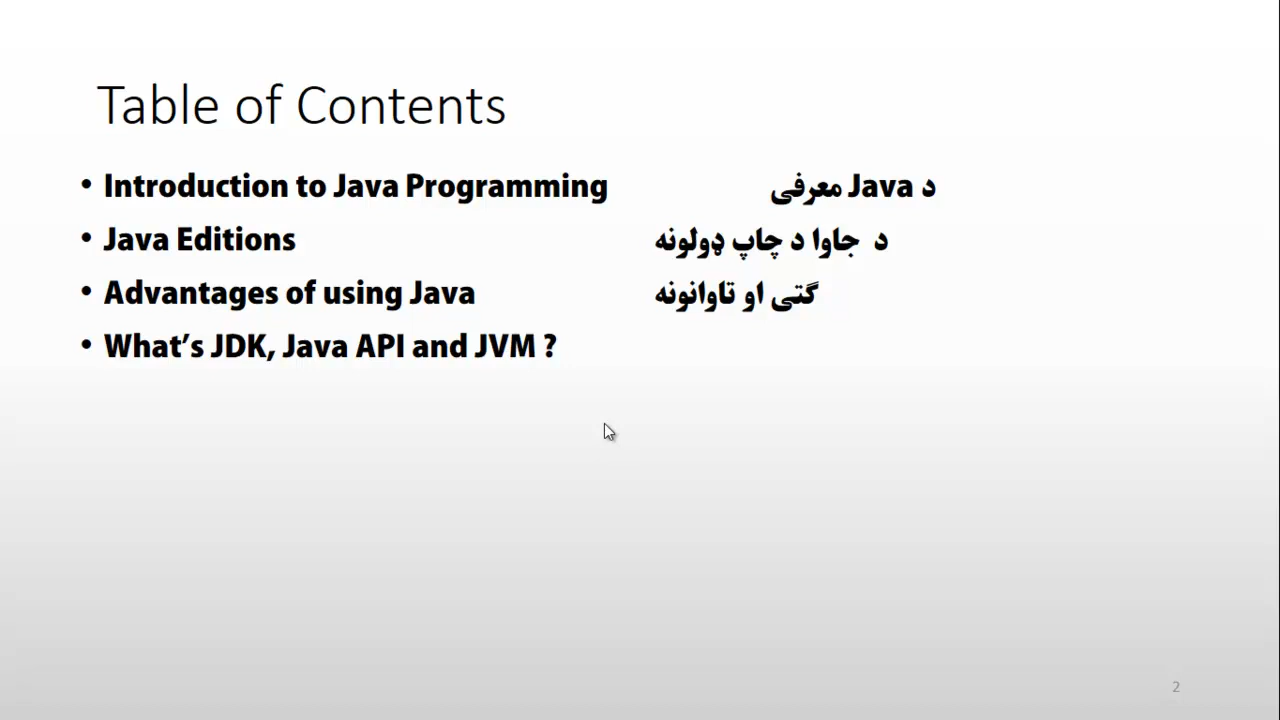 Table of Contents
• Introduction to Java Programming د Java معرفی
• Java Editions د جاوا د چاپ ډولونه
• Advantages of using Java گتی او تاوانونه
• What’s JDK, Java API and JVM ?
2